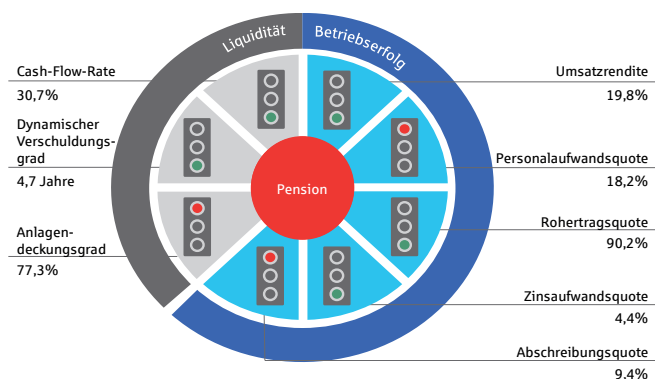 Liquidität
Betriebserfolg
Cash-Flow-Rate
30,7%
Dynamischer
Verschuldungs-
grad
4,7 Jahre
Anlagen-
deckungsgrad
77,3%
Pension
Umsatzrendite
19,8%
Personalaufwandsquote
18,2%
Rohertragsquote
90,2%
Zinsaufwandsquote
4,4%
Abschreibungsquote
9,4%